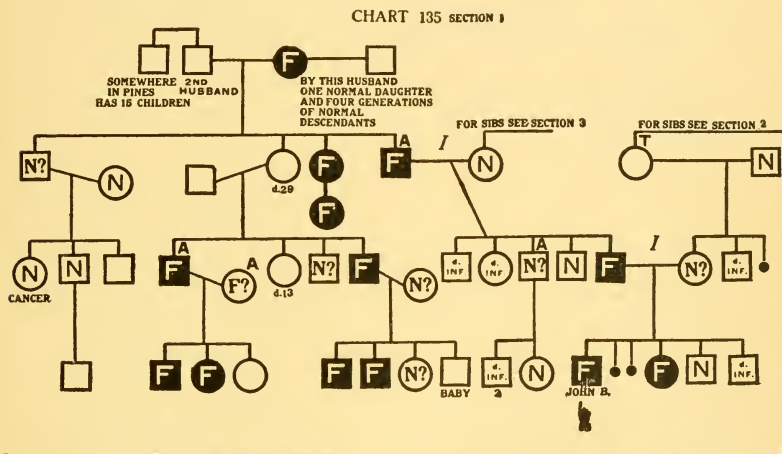 CHART 135 SECTION 1
F
SOMEWHERE 2ND
IN PINES HUSBAND
HAS 15 CHILDREN
BY THIS HUSBAND
ONE NORMAL DAUGHTER
AND FOUR GENERATIONS
OF NORMAL
DESCENDANTS
FOR SIBS SEE SECTION 3
FOR SIBS SEE SECTION 2
N? N d.29 F F A I N T N
F
N CANCER N F A F? A d.13 N? F N? d. INF. d. INF. N? A N F I N? d. INF.
F F F F N? BABY d. INF. 2 N F F N d. INF.
JOHN B.